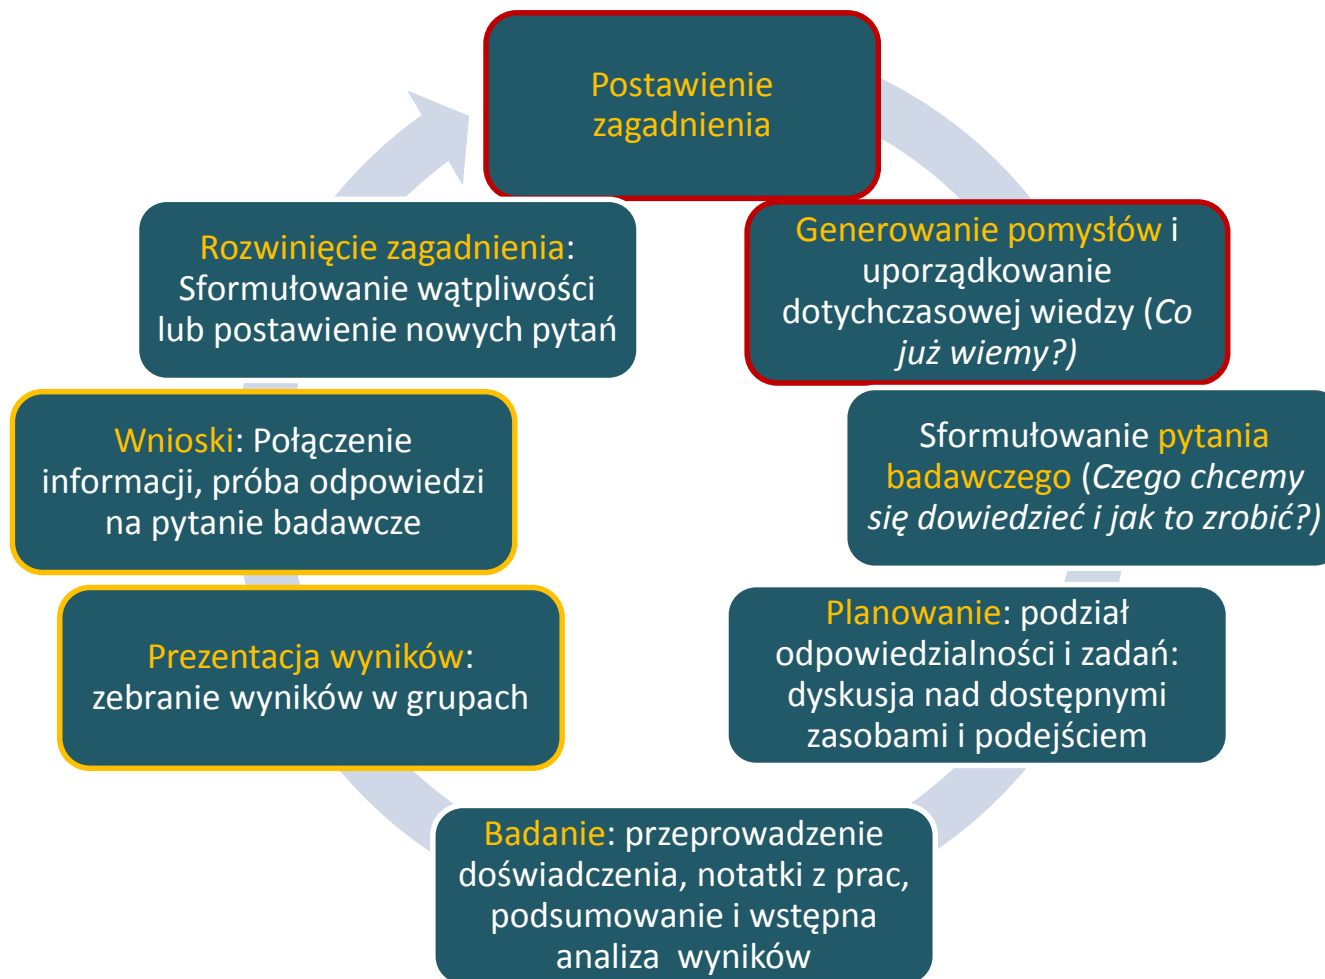 Postawienie
zagadnienia
Generowanie pomysłów i
uporządkowanie
dotychczasowej wiedzy (Co
już wiemy?)
Sformułowanie pytania
badawczego (Czego chcemy
się dowiedzieć i jak to zrobić?)
Planowanie: podział
odpowiedzialności i zadań:
dyskusja nad dostępnymi
zasobami i podejściem
Badanie: przeprowadzenie
doświadczenia, notatki z prac,
podsumowanie i wstępna
analiza  wyników
Prezentacja wyników:
zebranie wyników w grupach
Wnioski: Połączenie
informacji, próba odpowiedzi
na pytanie badawcze
Rozwinięcie zagadnienia:
Sformułowanie wątpliwości
lub postawienie nowych pytań